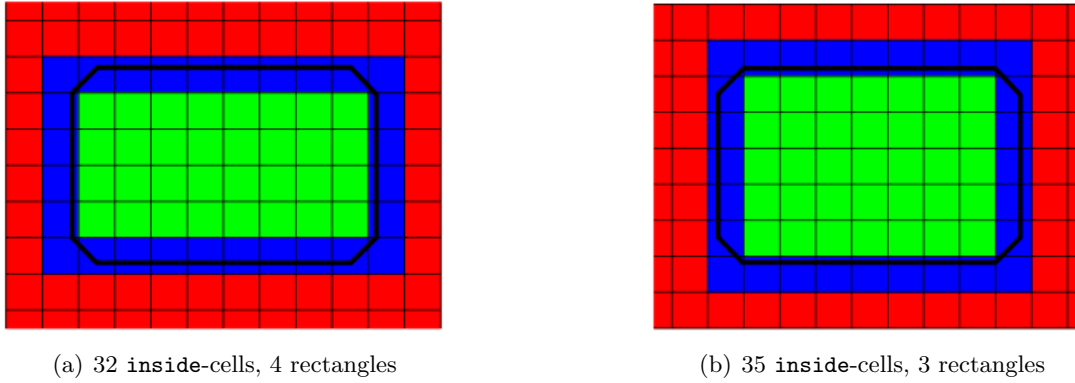 (a) 32 inside-cells, 4 rectangles
(b) 35 inside-cells, 3 rectangles